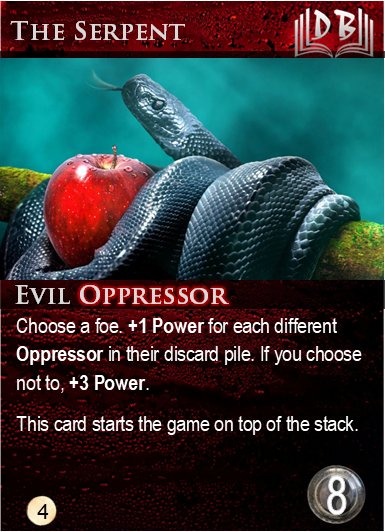 The Serpent
DB
Evil Oppressor
Choose a foe. +1 Power for each different
Oppressor in their discard pile. If you choose
not to, +3 Power.
This card starts the game on top of the stack.
4
8